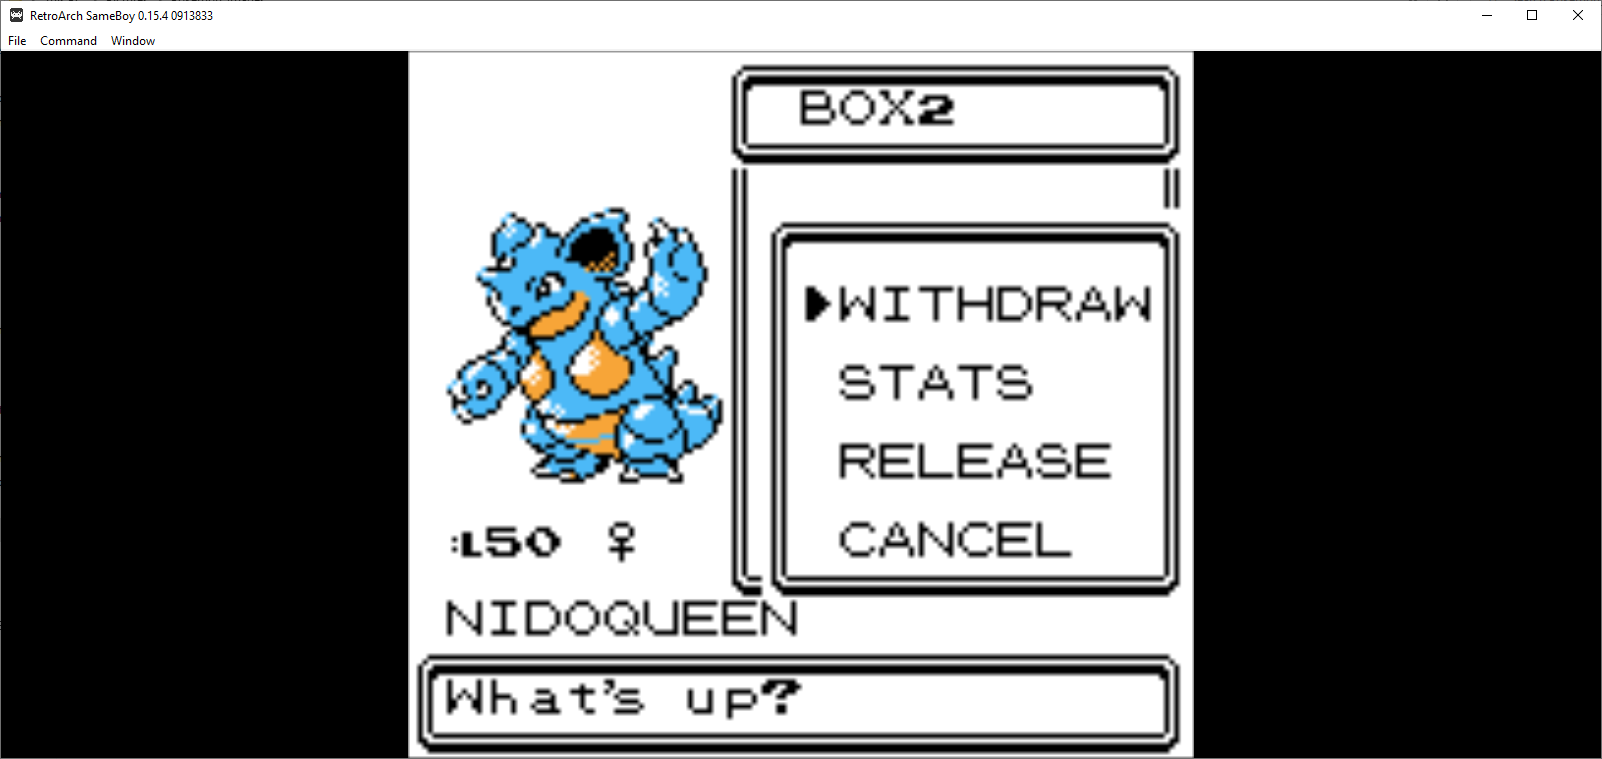 RetroArch SameBoy 0.15.4 0913833
File Command Window
BOX2
▶WITHDRAW
STATS
RELEASE
CANCEL
:L50 ♀
NIDOQUEEN
What's up?